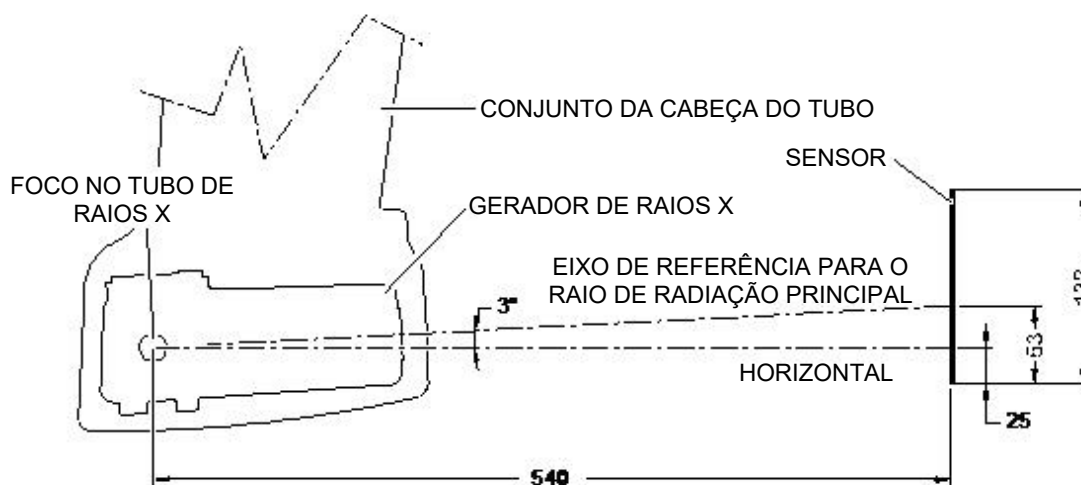 CONJUNTO DA CABEÇA DO TUBO
SENSOR
FOCO NO TUBO DE
RAIOS X
GERADOR DE RAIOS X
EIXO DE REFERÊNCIA PARA O
RAIO DE RADIAÇÃO PRINCIPAL
3°
53
HORIZONTAL
25
540